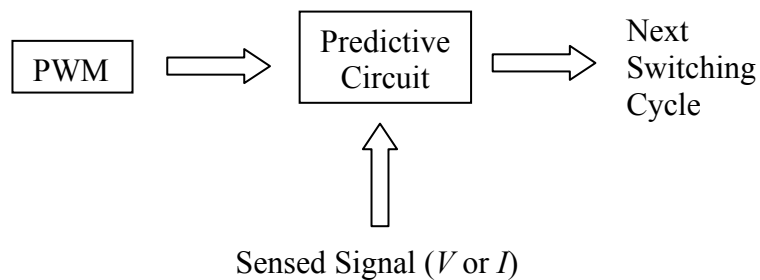 PWM
Predictive
Circuit
Next
Switching
Cycle
Sensed Signal (V or I)